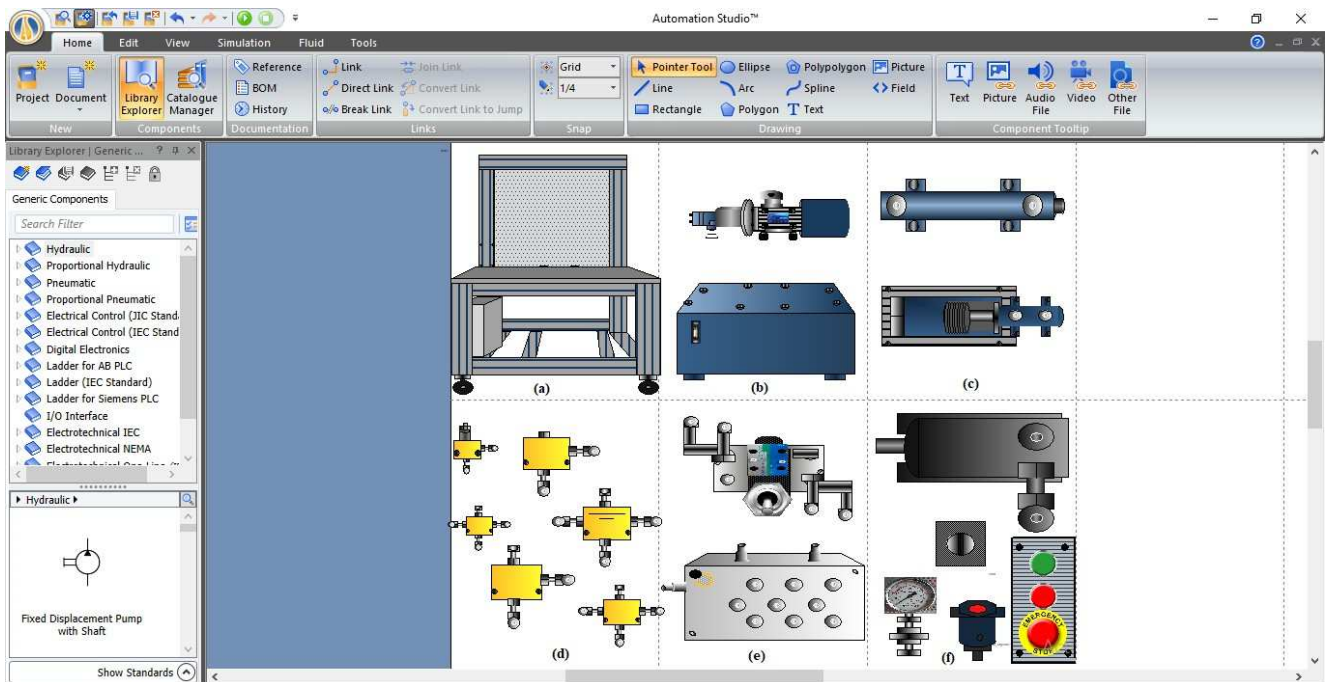 Automation Studio™
Home Edit View Simulation Fluid Tools
Project Document
New
Library Explorer
Catalogue Manager
Components
Reference
BOM
History
Documentation
Link
Direct Link
Break Link
Join Link
Convert Link
Convert Link to Jump
Links
Grid
1/4
Snap
Pointer Tool
Line
Rectangle
Ellipse
Arc
Polygon
Polypolygon
Spline
Text
Picture
Field
Drawing
Text
Picture
Audio File
Video
Other File
Component Tooltip
Library Explorer | Generic ...
Generic Components
Search Filter
Hydraulic
Proportional Hydraulic
Pneumatic
Proportional Pneumatic
Electrical Control (JIC Stand
Electrical Control (IEC Stand
Digital Electronics
Ladder for AB PLC
Ladder (IEC Standard)
Ladder for Siemens PLC
I/O Interface
Electrotechnical IEC
Electrotechnical NEMA
Hydraulic
Fixed Displacement Pump
with Shaft
Show Standards
(a)
(b)
(c)
(d)
(e)
(f)
EMERGENCY
STOP